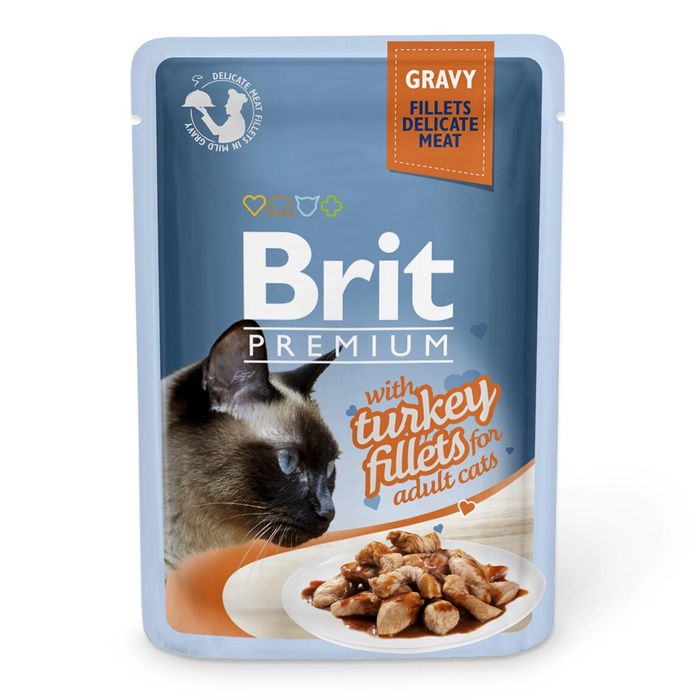 DELICATE MEAT FILLETS IN MILD GRAVY
GRAVY
FILLETS
DELICATE
MEAT
Brit
PREMIUM
with
turkey
fillets for
adult cats